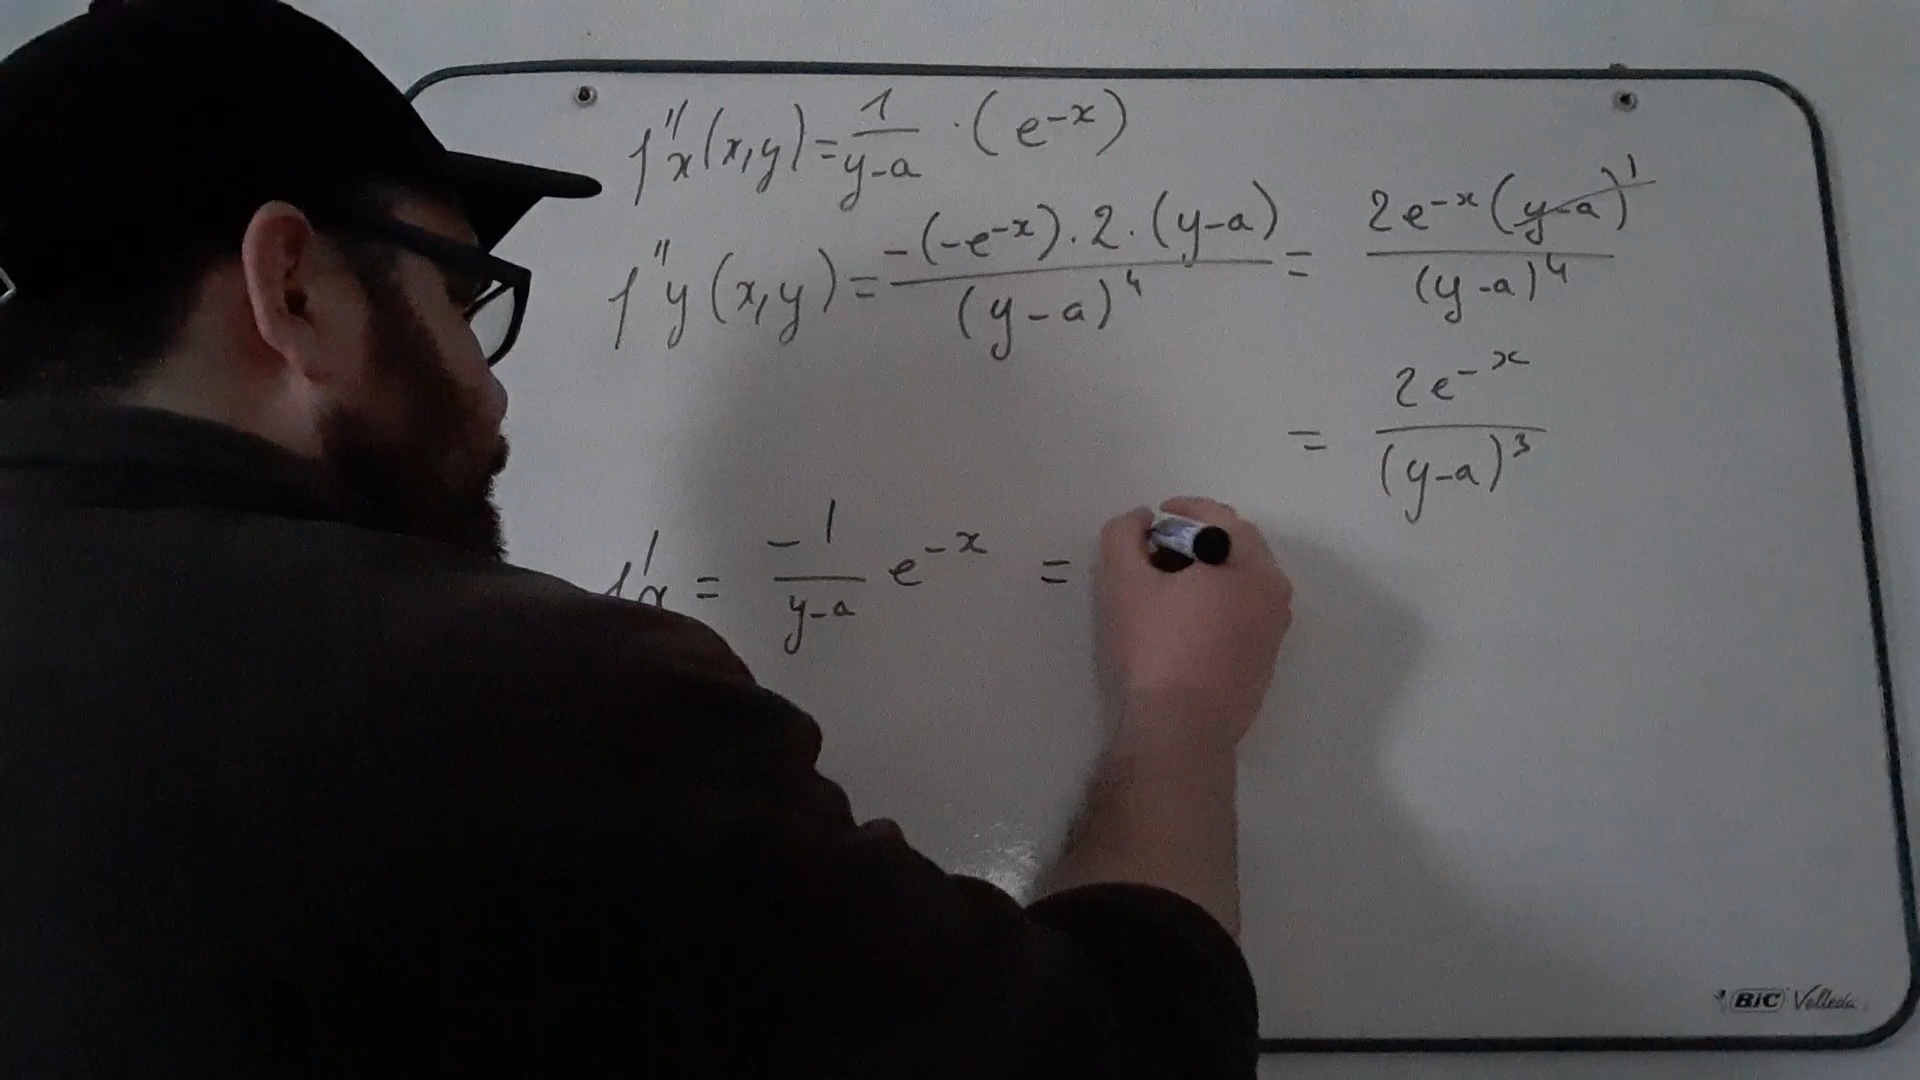 f''x(x,y) = 1/(y-a) · (e^-x)
f''y(x,y) = -(-e^-x).2.(y-a)/(y-a)^4 = 2e^-x(y-a)^1/(y-a)^4
= 2e^-x/(y-a)^3
f'x = -1/(y-a) e^-x =
BIC Velleda